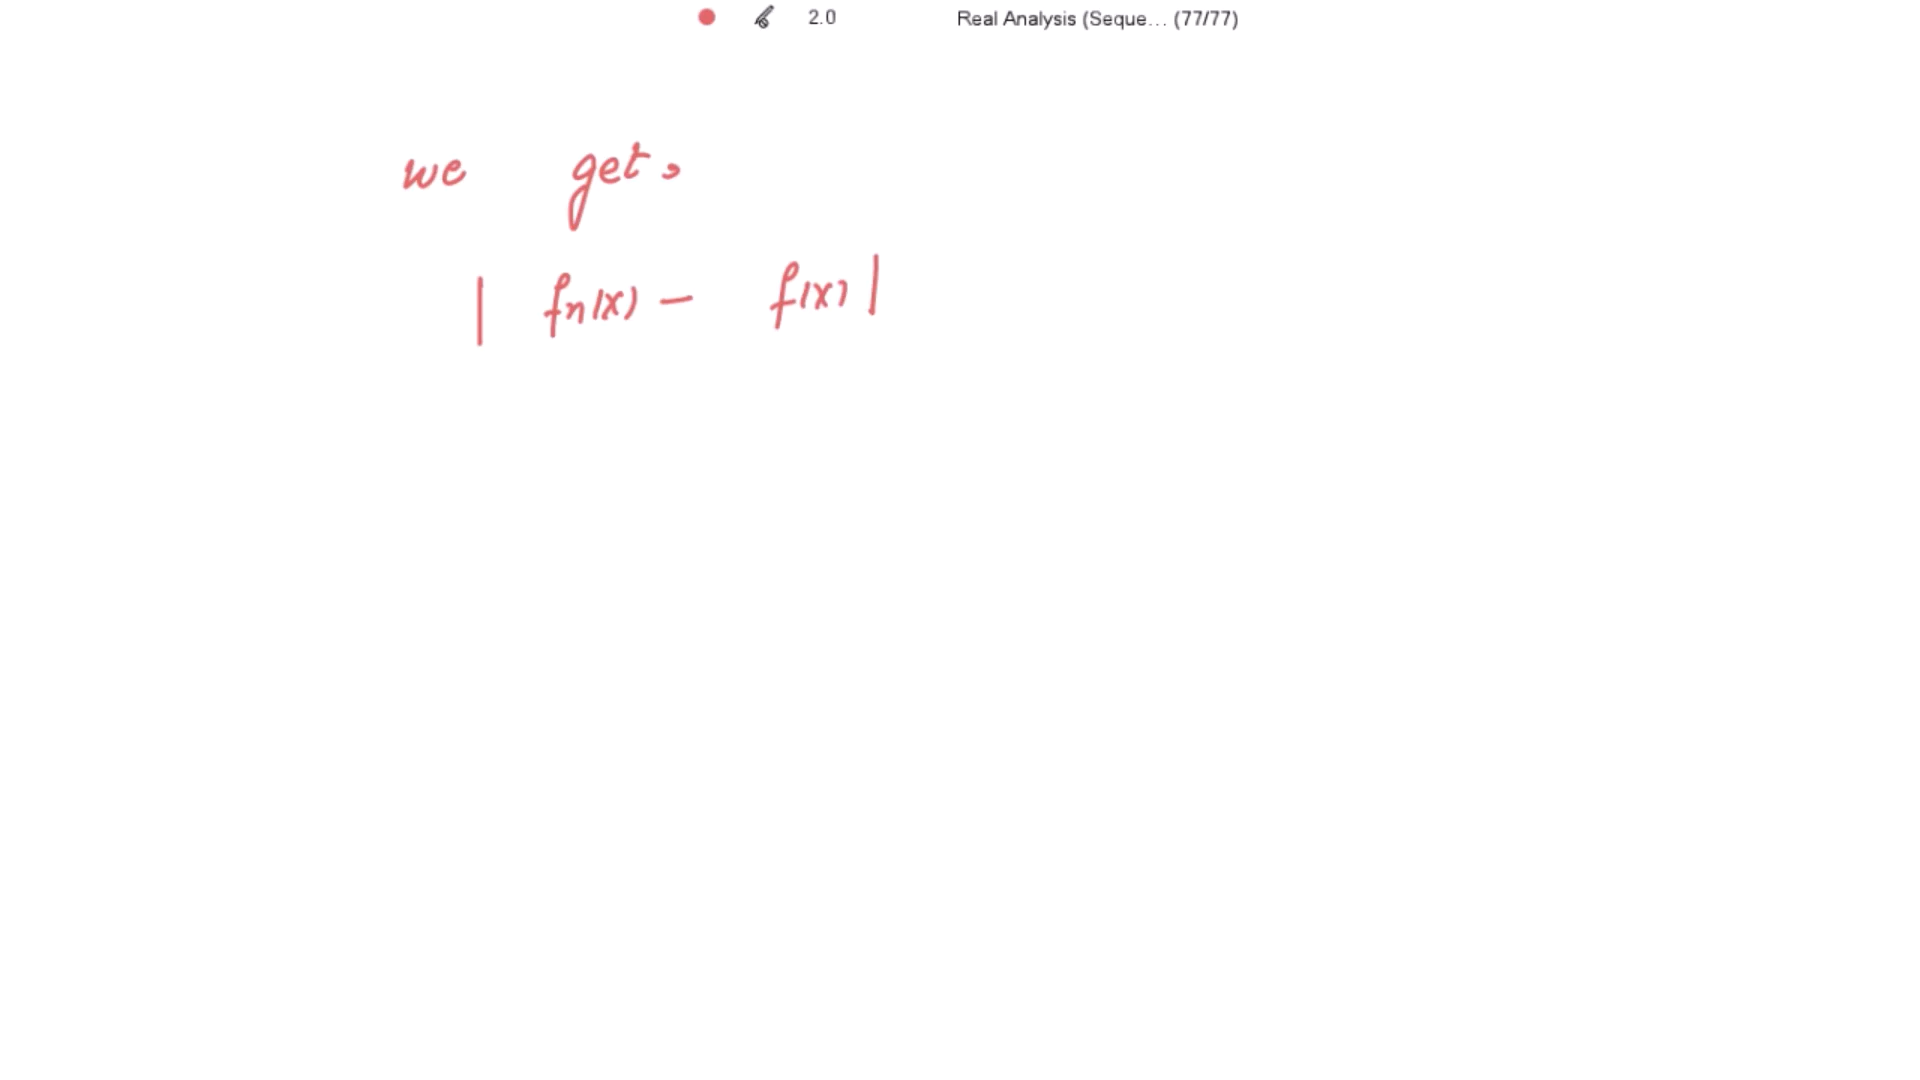 2.0 Real Analysis (Seque... (77/77)
we get,
| fn(x) - f(x) |